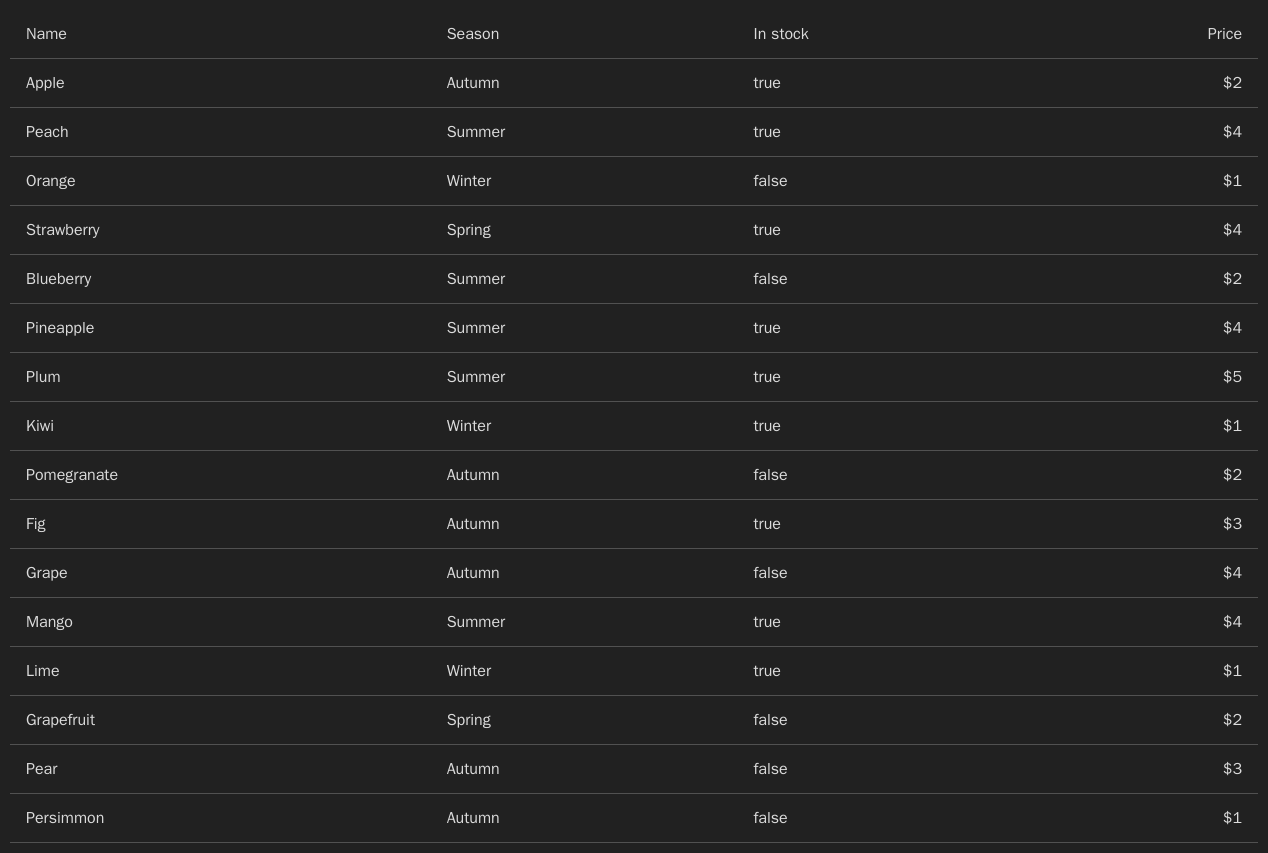 Name Season In stock Price
Apple Autumn true $2
Peach Summer true $4
Orange Winter false $1
Strawberry Spring true $4
Blueberry Summer false $2
Pineapple Summer true $4
Plum Summer true $5
Kiwi Winter true $1
Pomegranate Autumn false $2
Fig Autumn true $3
Grape Autumn false $4
Mango Summer true $4
Lime Winter true $1
Grapefruit Spring false $2
Pear Autumn false $3
Persimmon Autumn false $1